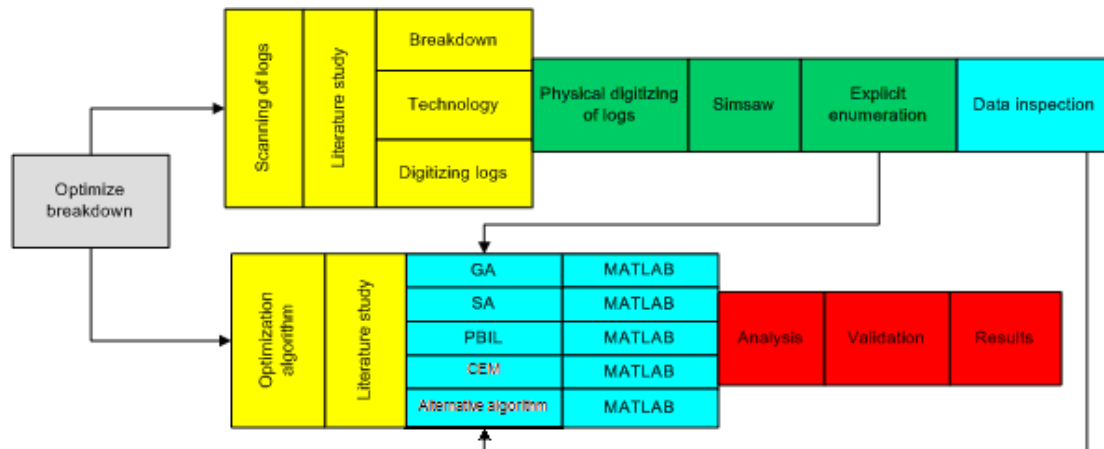 Optimize
breakdown
Scanning of logs
Literature study
Breakdown
Technology
Digitizing logs
Physical digitizing
of logs
Simsaw
Explicit
enumeration
Data inspection
Optimization
algorithm
Literature study
GA
MATLAB
SA
MATLAB
PBIL
MATLAB
CEM
MATLAB
Alternative algorithm
MATLAB
Analysis
Validation
Results